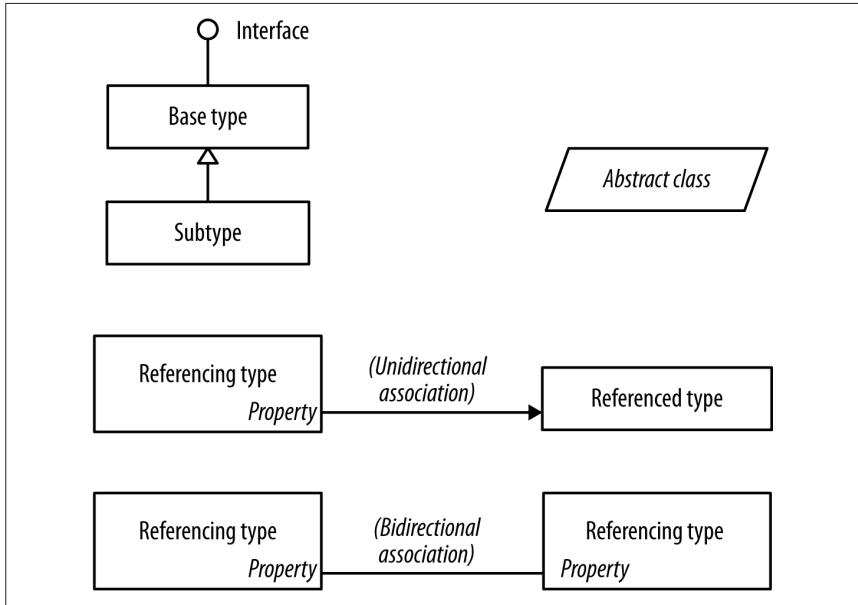 Interface
Base type
Abstract class
Subtype
Referencing type
Property
(Unidirectional
association)
Referenced type
Referencing type
Property
(Bidirectional
association)
Referencing type
Property